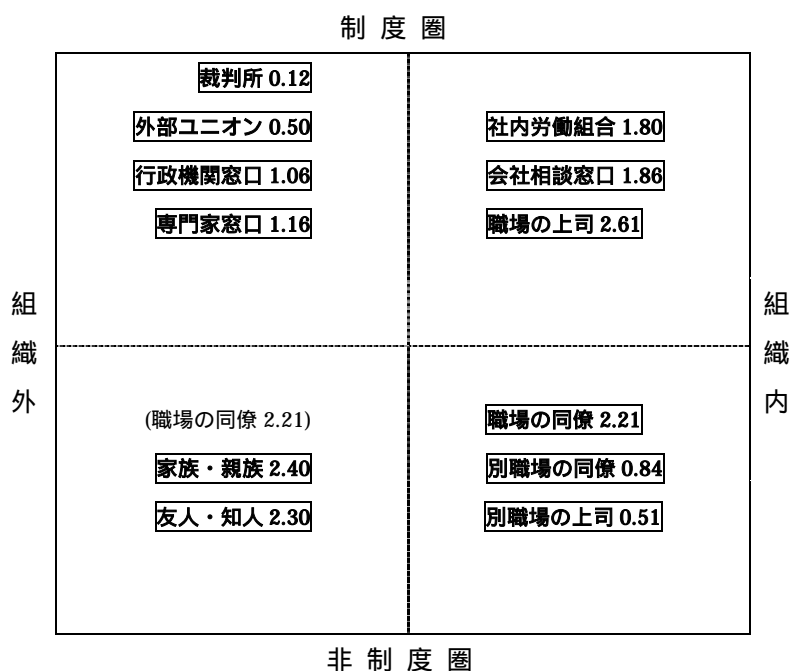 制度圏
裁判所 0.12
外部ユニオン 0.50
行政機関窓口 1.06
専門家窓口 1.16
社内労働組合 1.80
会社相談窓口 1.86
職場の上司 2.61
組織外
組織内
(職場の同僚 2.21)
家族・親族 2.40
友人・知人 2.30
職場の同僚 2.21
別職場の同僚 0.84
別職場の上司 0.51
非制度圏